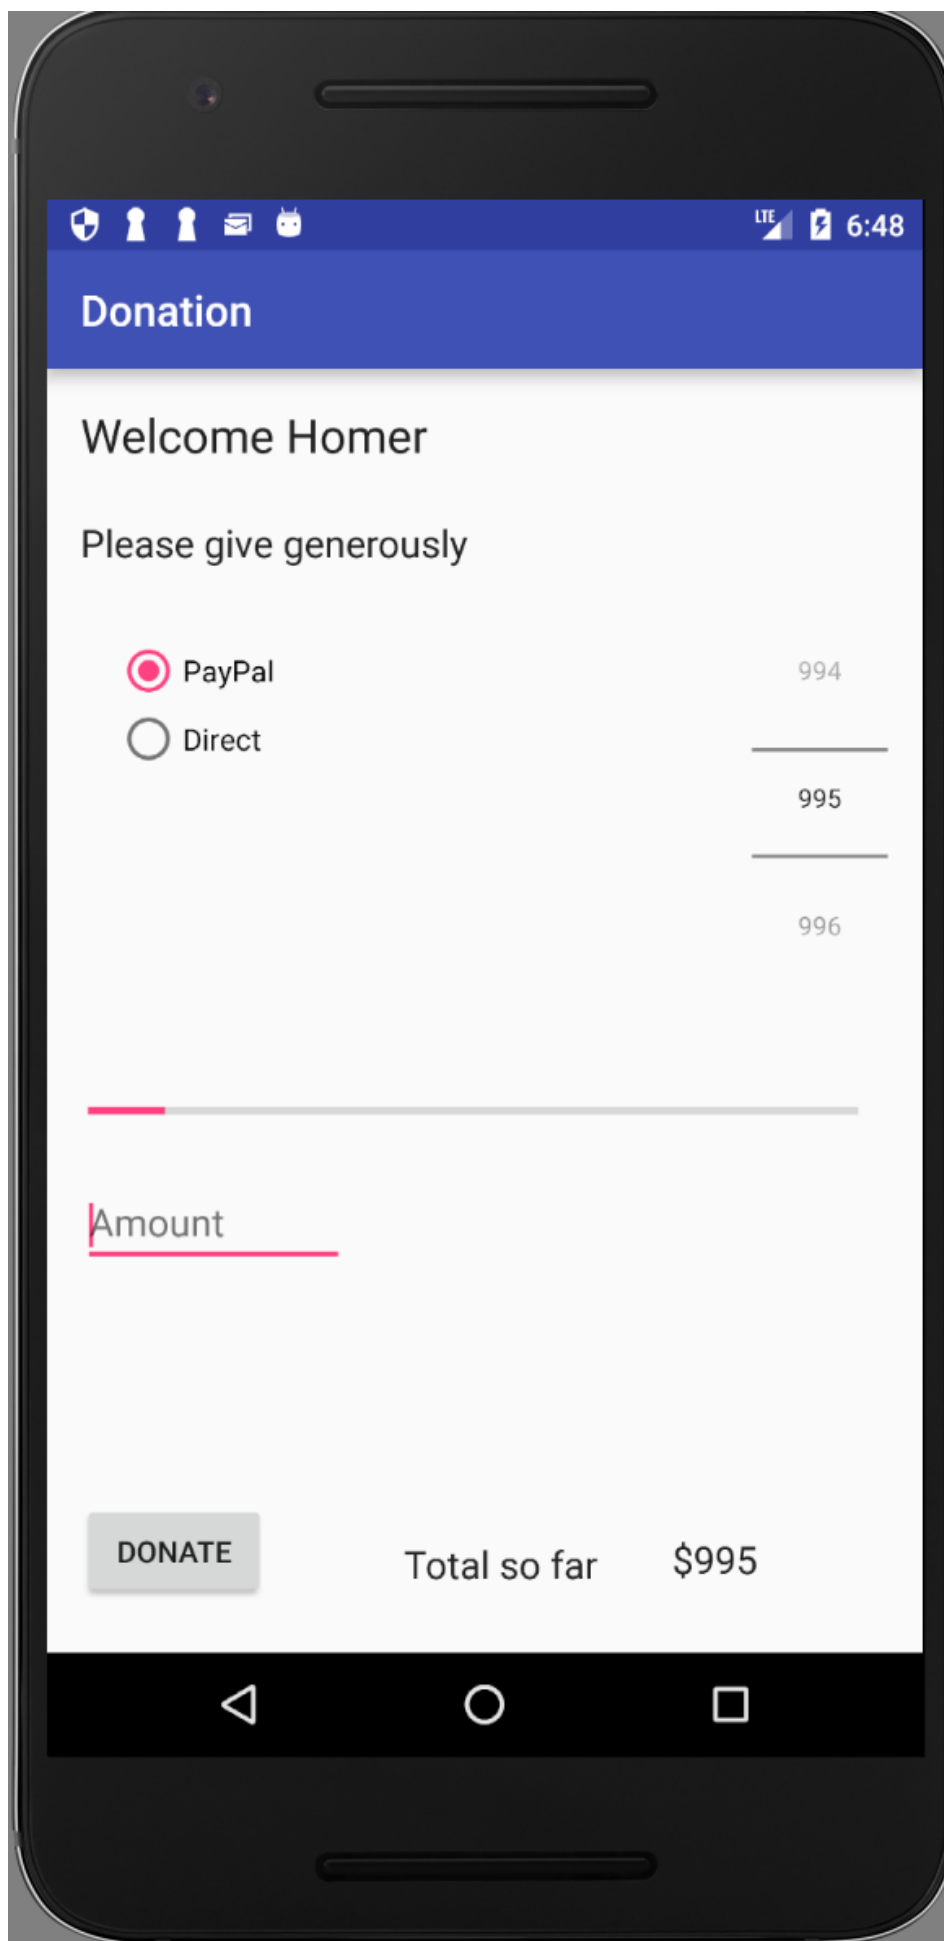 LTE 6:48
Donation
Welcome Homer
Please give generously
PayPal 994
Direct
995
996
Amount
DONATE Total so far $995